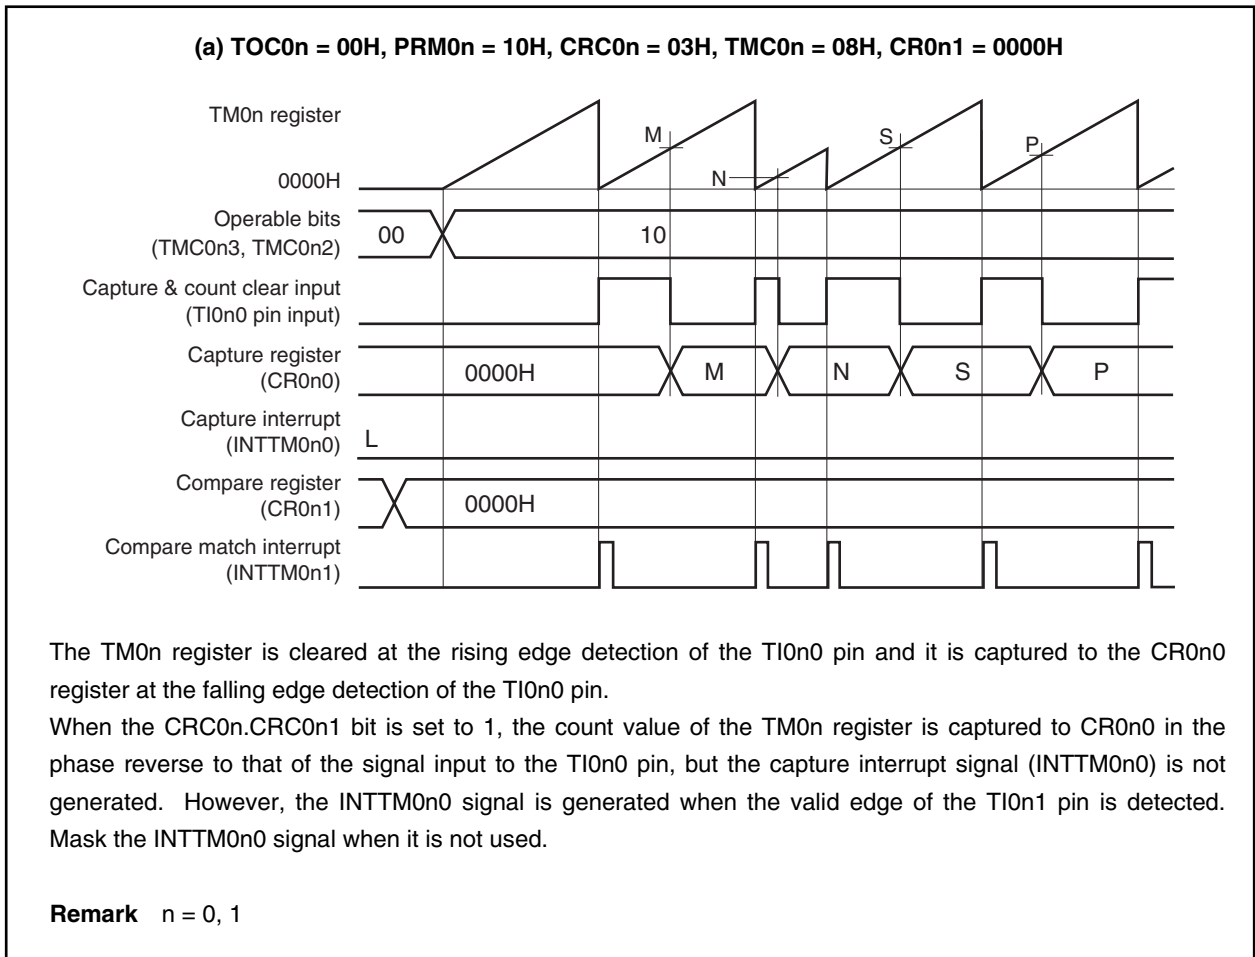 (a) TOC0n = 00H, PRM0n = 10H, CRC0n = 03H, TMC0n = 08H, CR0n1 = 0000H
TM0n register
M
S
P
N
0000H
Operable bits
(TMC0n3, TMC0n2)
00
10
Capture & count clear input
(TI0n0 pin input)
Capture register
(CR0n0)
0000H
M
N
S
P
Capture interrupt
(INTTM0n0)
L
Compare register
(CR0n1)
0000H
Compare match interrupt
(INTTM0n1)
The TM0n register is cleared at the rising edge detection of the TI0n0 pin and it is captured to the CR0n0
register at the falling edge detection of the TI0n0 pin.
When the CRC0n.CRC0n1 bit is set to 1, the count value of the TM0n register is captured to CR0n0 in the
phase reverse to that of the signal input to the TI0n0 pin, but the capture interrupt signal (INTTM0n0) is not
generated. However, the INTTM0n0 signal is generated when the valid edge of the TI0n1 pin is detected.
Mask the INTTM0n0 signal when it is not used.
Remark n = 0, 1